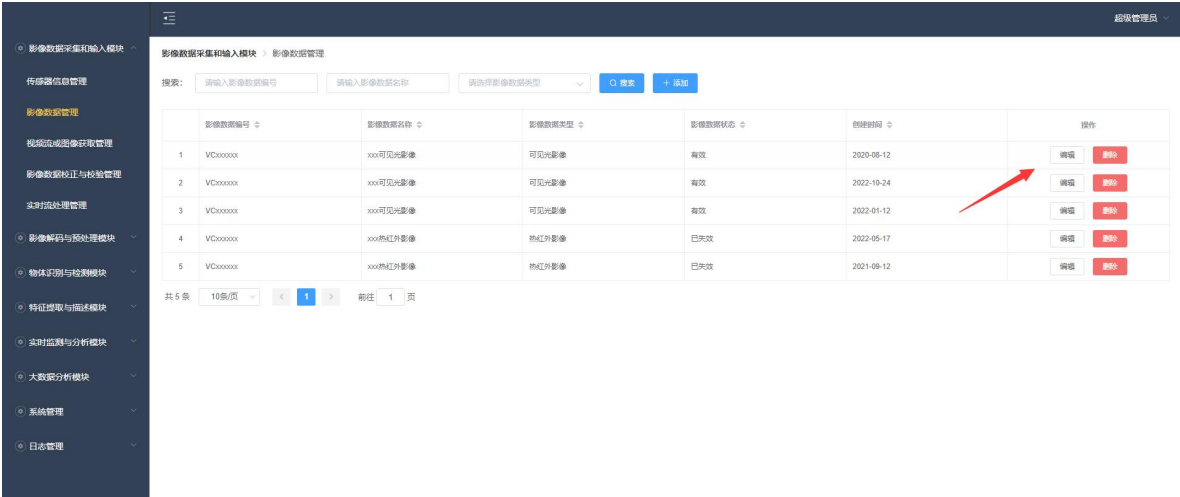 超级管理员
影像数据采集和输入模块
传感器信息管理
影像数据管理
视频流或图像获取管理
影像数据校正与校验管理
实时流处理管理
影像解码与预处理模块
物体识别与检测模块
特征提取与描述模块
实时监测与分析模块
大数据分析模块
系统管理
日志管理
影像数据采集和输入模块 > 影像数据管理
搜索: 请输入影像数据编号 请输入影像数据名称 请选择影像数据类型 搜索 + 添加
影像数据编号 影像数据名称 影像数据类型 影像数据状态 创建时间 操作
1 VCxxxxxx xxx可见光影像 可见光影像 有效 2020-08-12 编辑 删除
2 VCxxxxxx xxx可见光影像 可见光影像 有效 2022-10-24 编辑 删除
3 VCxxxxxx xxx可见光影像 可见光影像 有效 2022-01-12 编辑 删除
4 VCxxxxxx xxx热红外影像 热红外影像 已失效 2022-05-17 编辑 删除
5 VCxxxxxx xxx热红外影像 热红外影像 已失效 2021-09-12 编辑 删除
共 5 条 10条/页 < 1 > 前往 1 页